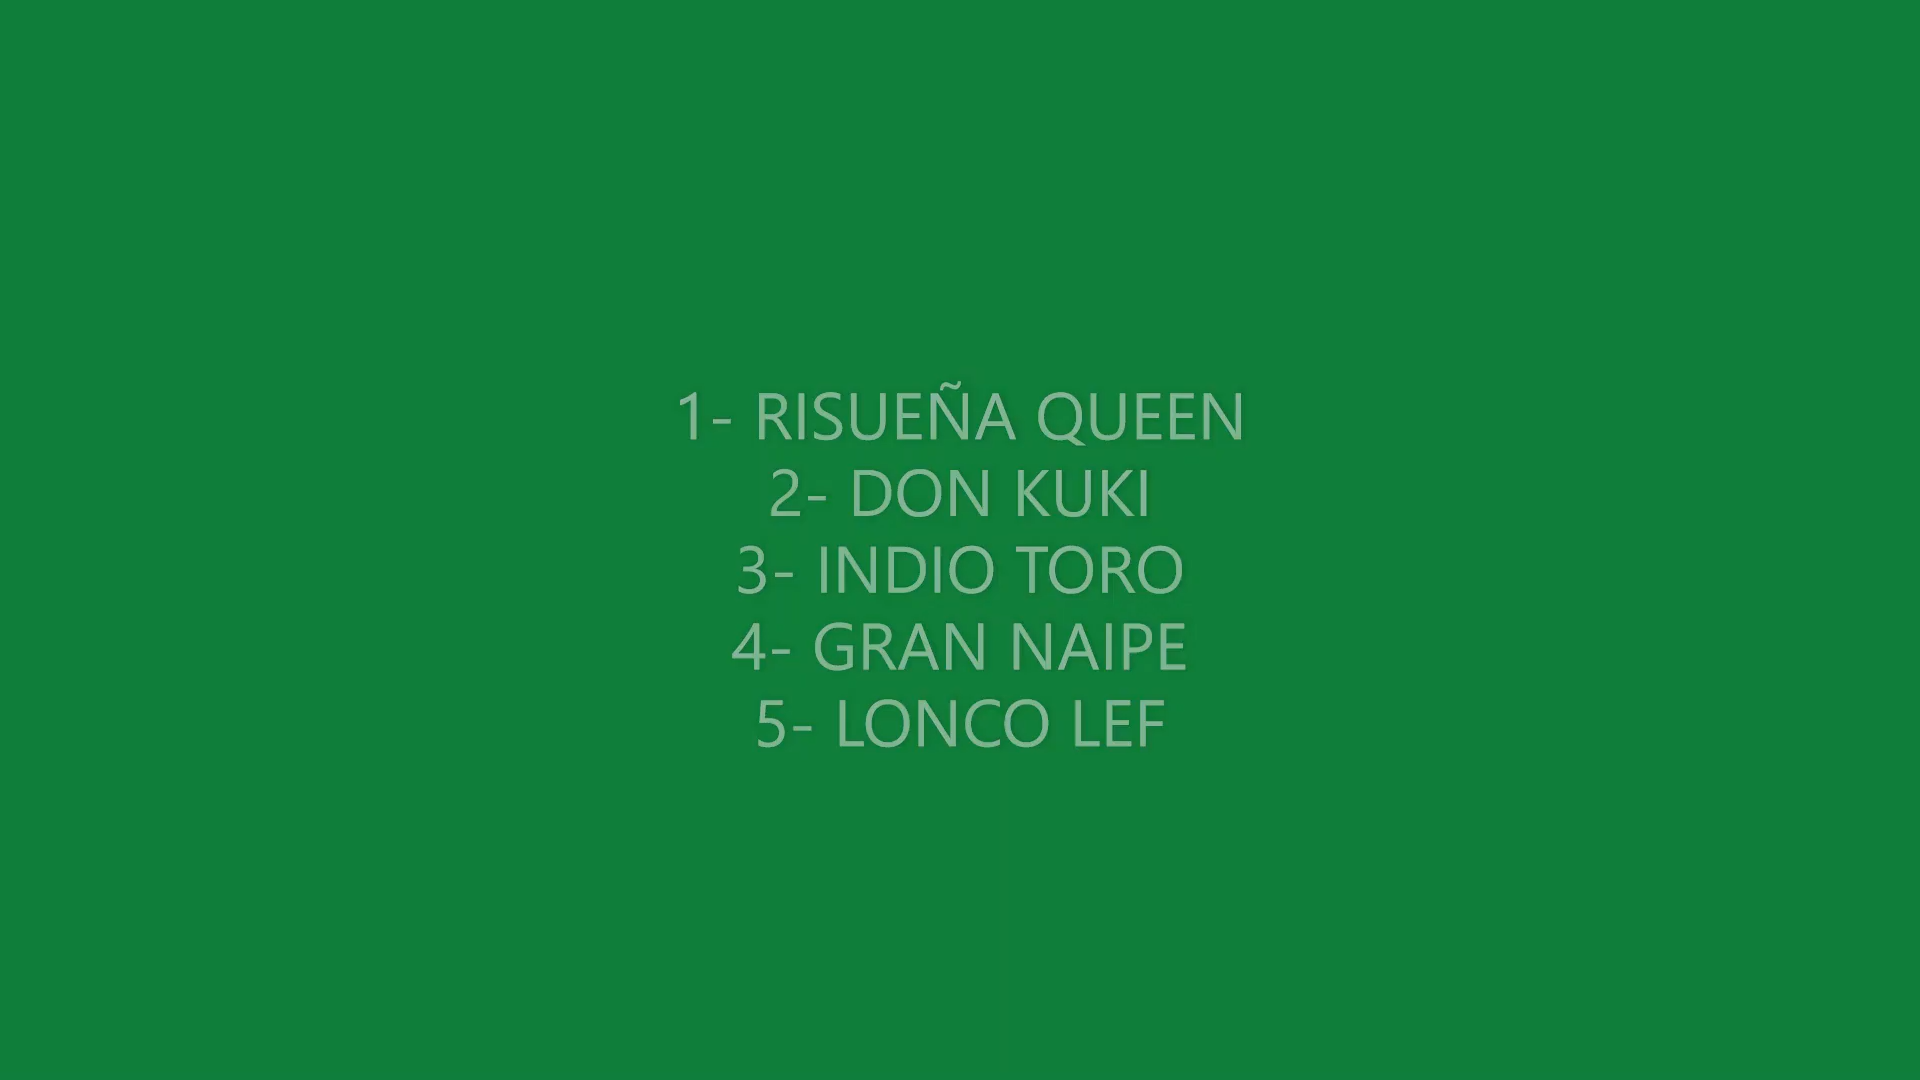 1- RISUEÑA QUEEN
2- DON KUKI
3- INDIO TORO
4- GRAN NAIPE
5- LONCO LEF